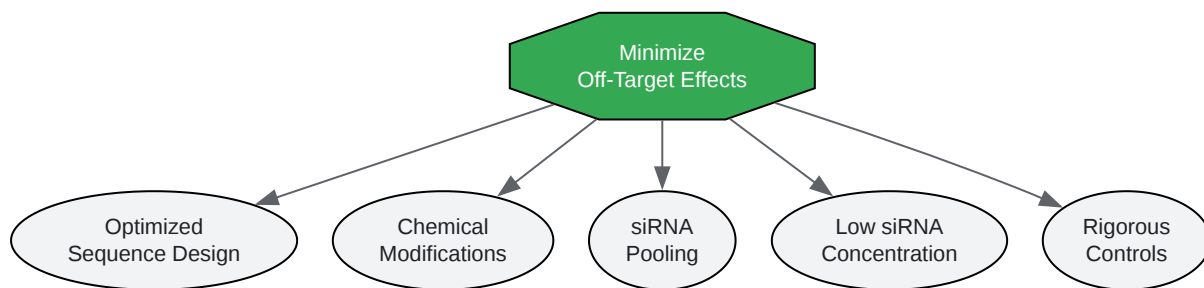 Minimize
Off-Target Effects
Optimized
Sequence Design
Chemical
Modifications
siRNA
Pooling
Low siRNA
Concentration
Rigorous
Controls